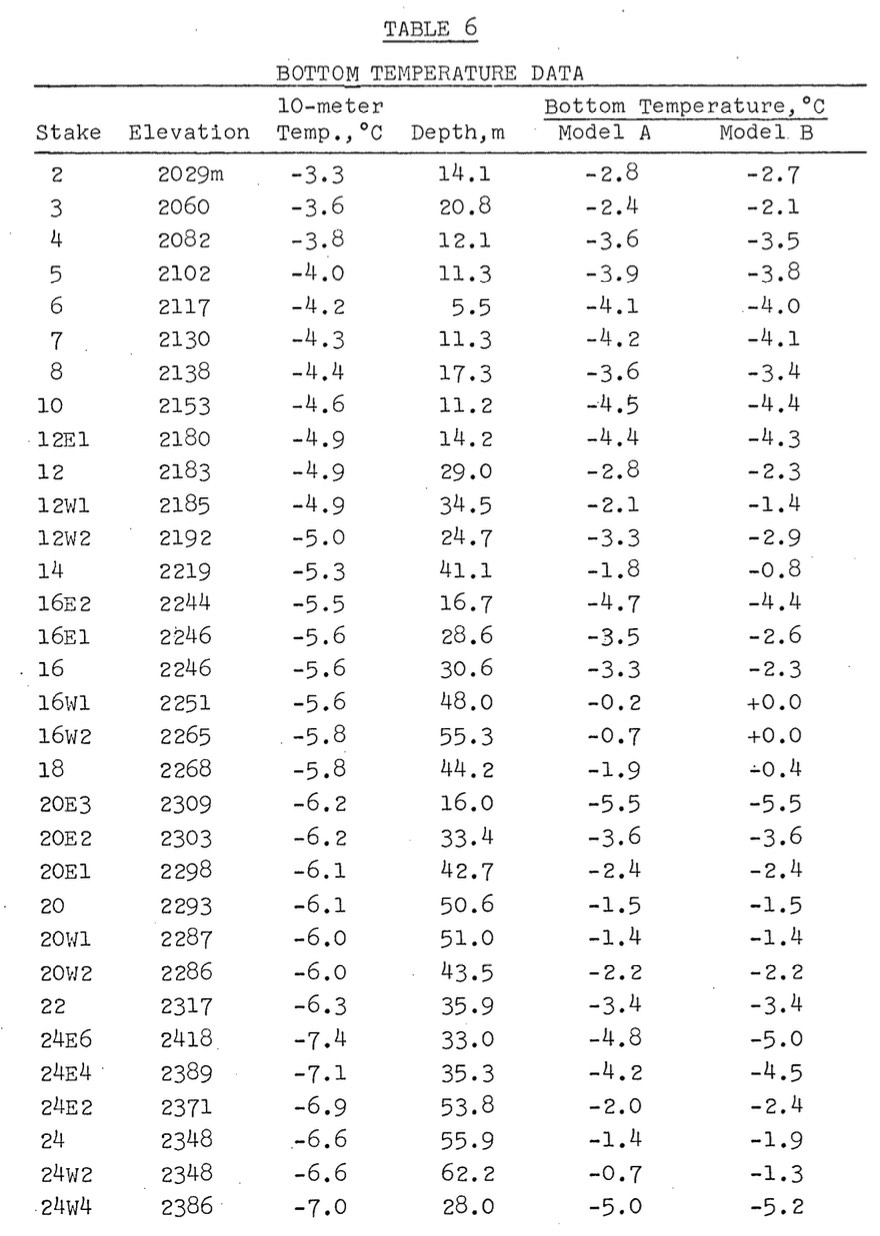 TABLE 6
BOTTOM TEMPERATURE DATA
10-meter Bottom Temperature,°C
Stake Elevation Temp.,°C Depth,m Model A Model B
2 2029m -3.3 14.1 -2.8 -2.7
3 2060 -3.6 20.8 -2.4 -2.1
4 2082 -3.8 12.1 -3.6 -3.5
5 2102 -4.0 11.3 -3.9 -3.8
6 2117 -4.2 5.5 -4.1 -4.0
7 2130 -4.3 11.3 -4.2 -4.1
8 2138 -4.4 17.3 -3.6 -3.4
10 2153 -4.6 11.2 -4.5 -4.4
12E1 2180 -4.9 14.2 -4.4 -4.3
12 2183 -4.9 29.0 -2.8 -2.3
12W1 2185 -4.9 34.5 -2.1 -1.4
12W2 2192 -5.0 24.7 -3.3 -2.9
14 2219 -5.3 41.1 -1.8 -0.8
16E2 2244 -5.5 16.7 -4.7 -4.4
16E1 2246 -5.6 28.6 -3.5 -2.6
16 2246 -5.6 30.6 -3.3 -2.3
16W1 2251 -5.6 48.0 -0.2 +0.0
16W2 2265 -5.8 55.3 -0.7 +0.0
18 2268 -5.8 44.2 -1.9 -0.4
20E3 2309 -6.2 16.0 -5.5 -5.5
20E2 2303 -6.2 33.4 -3.6 -3.6
20E1 2298 -6.1 42.7 -2.4 -2.4
20 2293 -6.1 50.6 -1.5 -1.5
20W1 2287 -6.0 51.0 -1.4 -1.4
20W2 2286 -6.0 43.5 -2.2 -2.2
22 2317 -6.3 35.9 -3.4 -3.4
24E6 2418 -7.4 33.0 -4.8 -5.0
24E4 2389 -7.1 35.3 -4.2 -4.5
24E2 2371 -6.9 53.8 -2.0 -2.4
24 2348 -6.6 55.9 -1.4 -1.9
24W2 2348 -6.6 62.2 -0.7 -1.3
24W4 2386 -7.0 28.0 -5.0 -5.2